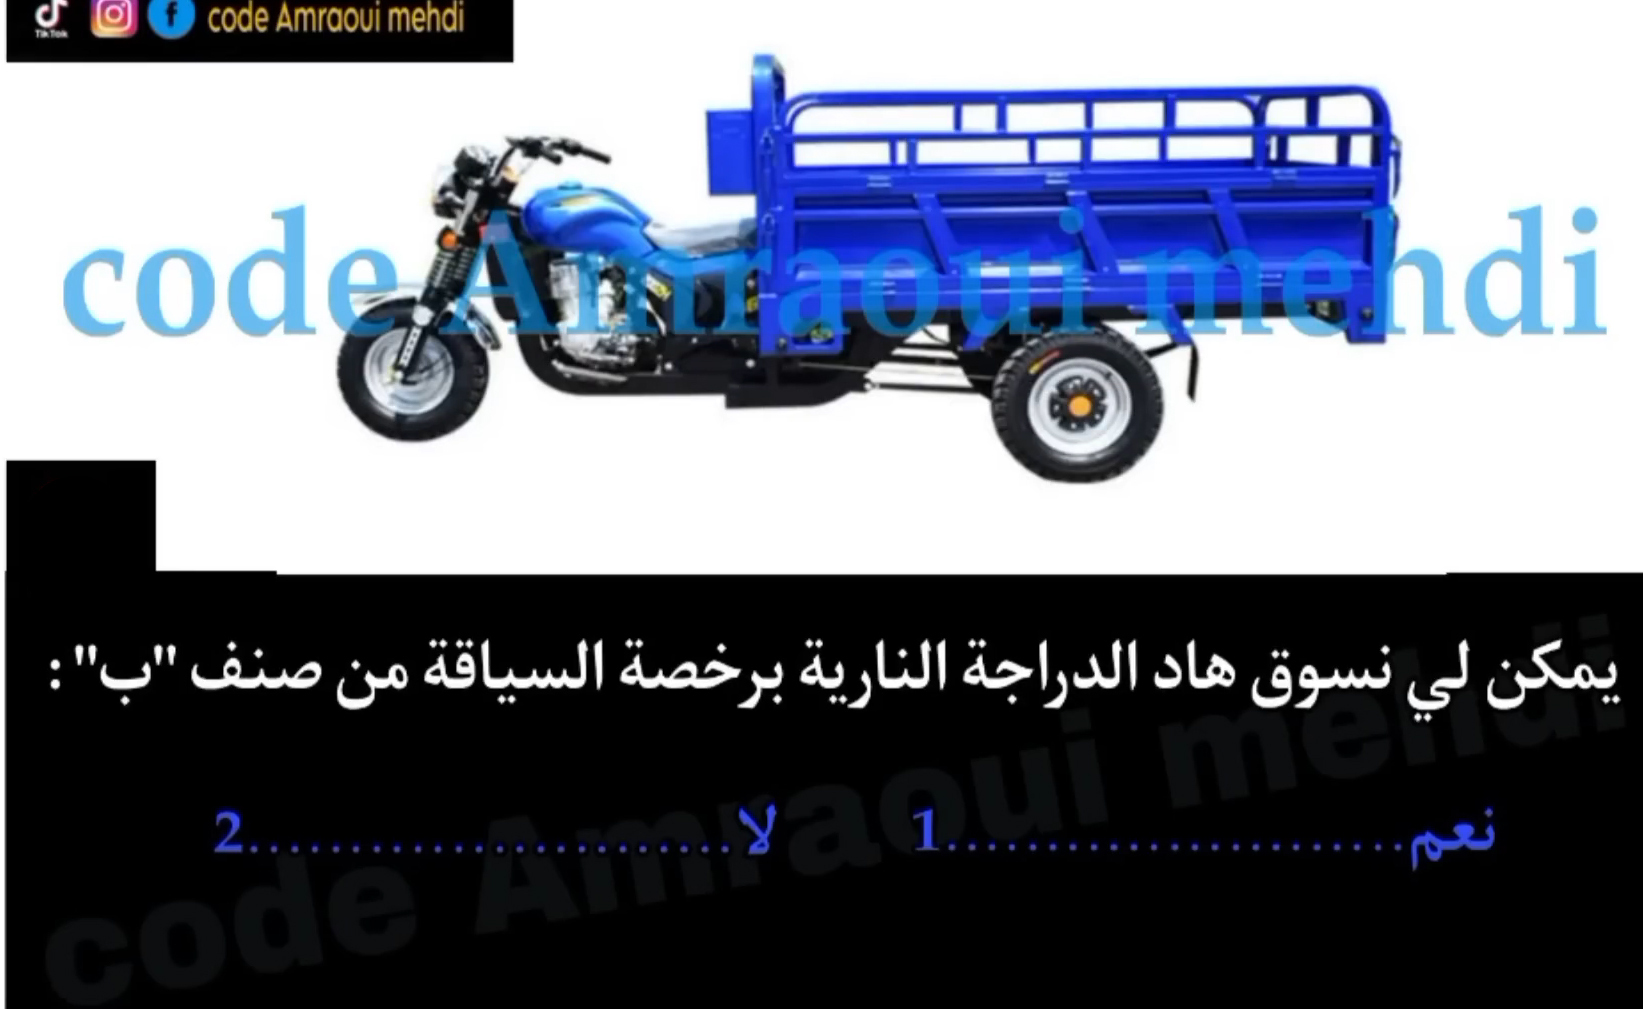 TikTok
code Amraoui mehdi
code Amraoui mehdi
يمكن لي نسوق هاد الدراجة النارية برخصة السياقة من صنف "ب":
نعم.........................1 لا.........................2
code Amraoui mehdi